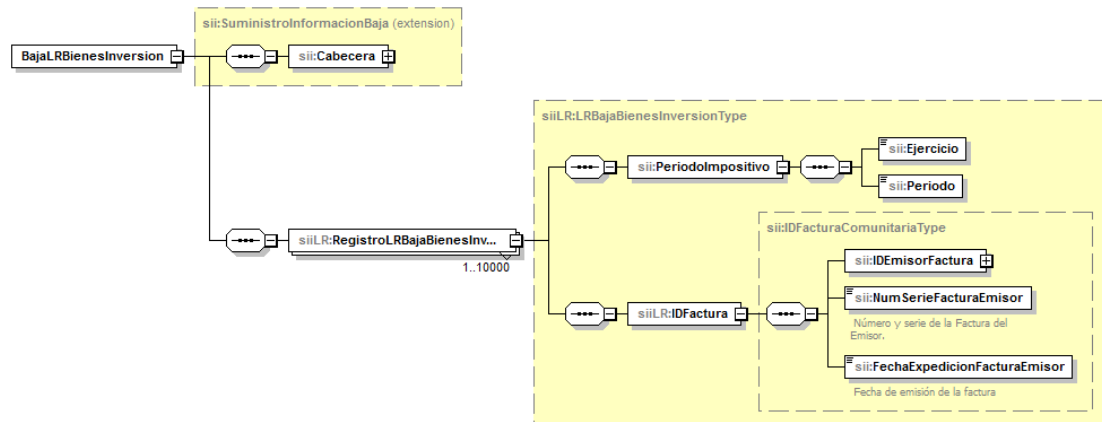 sii:SuministroInformacionBaja (extension)
BajaLRBienesInversion
sii:Cabecera
siiLR:LRBajaBienesInversionType
sii:PeriodoImpositivo
sii:Ejercicio
sii:Periodo
siiLR:RegistroLRBajaBienesInv...
1..10000
sii:IDFacturaComunitariaType
siiLR:IDFactura
sii:IDEmisorFactura
sii:NumSerieFacturaEmisor
Número y serie de la Factura del
Emisor.
sii:FechaExpedicionFacturaEmisor
Fecha de emisión de la factura